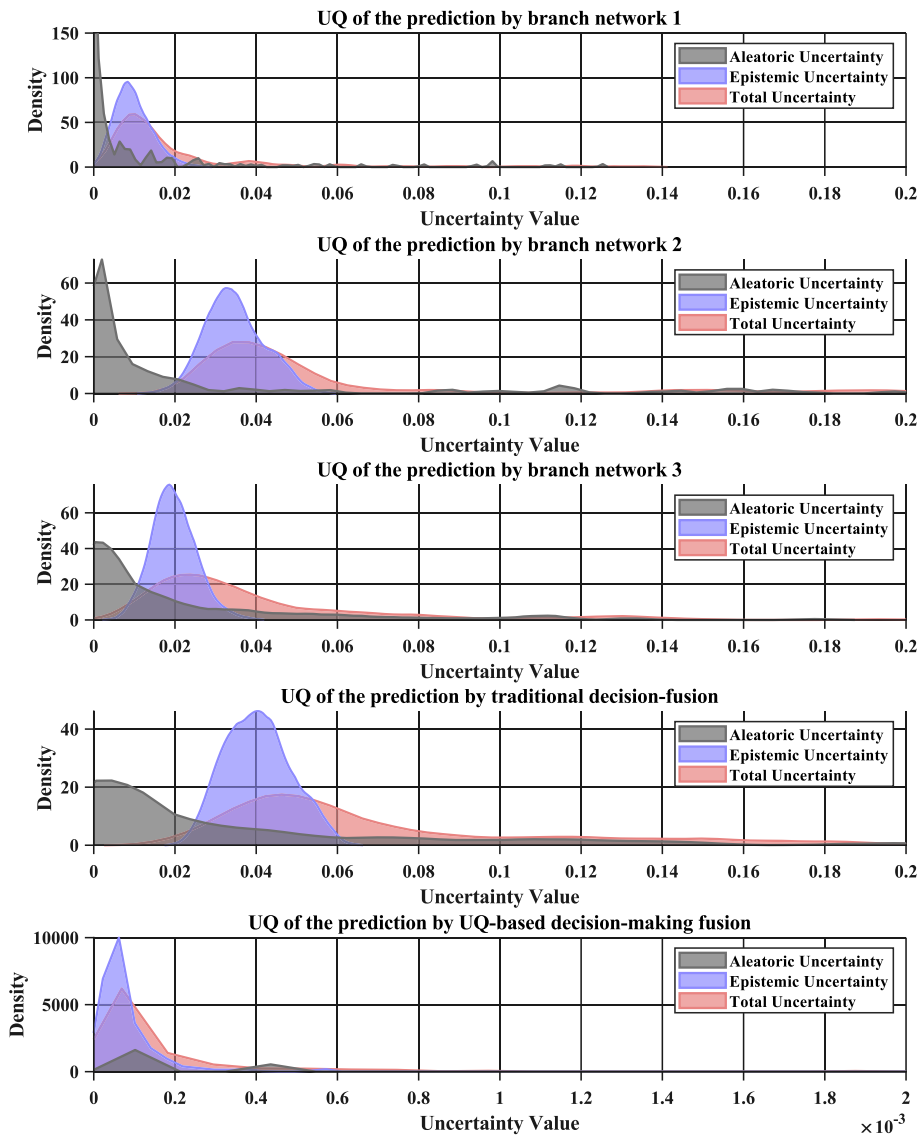 UQ of the prediction by branch network 1
150
100
50
0
Density
Aleatoric Uncertainty
Epistemic Uncertainty
Total Uncertainty
0 0.02 0.04 0.06 0.08 0.1 0.12 0.14 0.16 0.18 0.2
Uncertainty Value
UQ of the prediction by branch network 2
60
40
20
0
Density
Aleatoric Uncertainty
Epistemic Uncertainty
Total Uncertainty
0 0.02 0.04 0.06 0.08 0.1 0.12 0.14 0.16 0.18 0.2
Uncertainty Value
UQ of the prediction by branch network 3
60
40
20
0
Density
Aleatoric Uncertainty
Epistemic Uncertainty
Total Uncertainty
0 0.02 0.04 0.06 0.08 0.1 0.12 0.14 0.16 0.18 0.2
Uncertainty Value
UQ of the prediction by traditional decision-fusion
40
20
0
Density
Aleatoric Uncertainty
Epistemic Uncertainty
Total Uncertainty
0 0.02 0.04 0.06 0.08 0.1 0.12 0.14 0.16 0.18 0.2
Uncertainty Value
UQ of the prediction by UQ-based decision-making fusion
10000
5000
0
Density
Aleatoric Uncertainty
Epistemic Uncertainty
Total Uncertainty
0 0.2 0.4 0.6 0.8 1 1.2 1.4 1.6 1.8 2
Uncertainty Value
×10⁻³